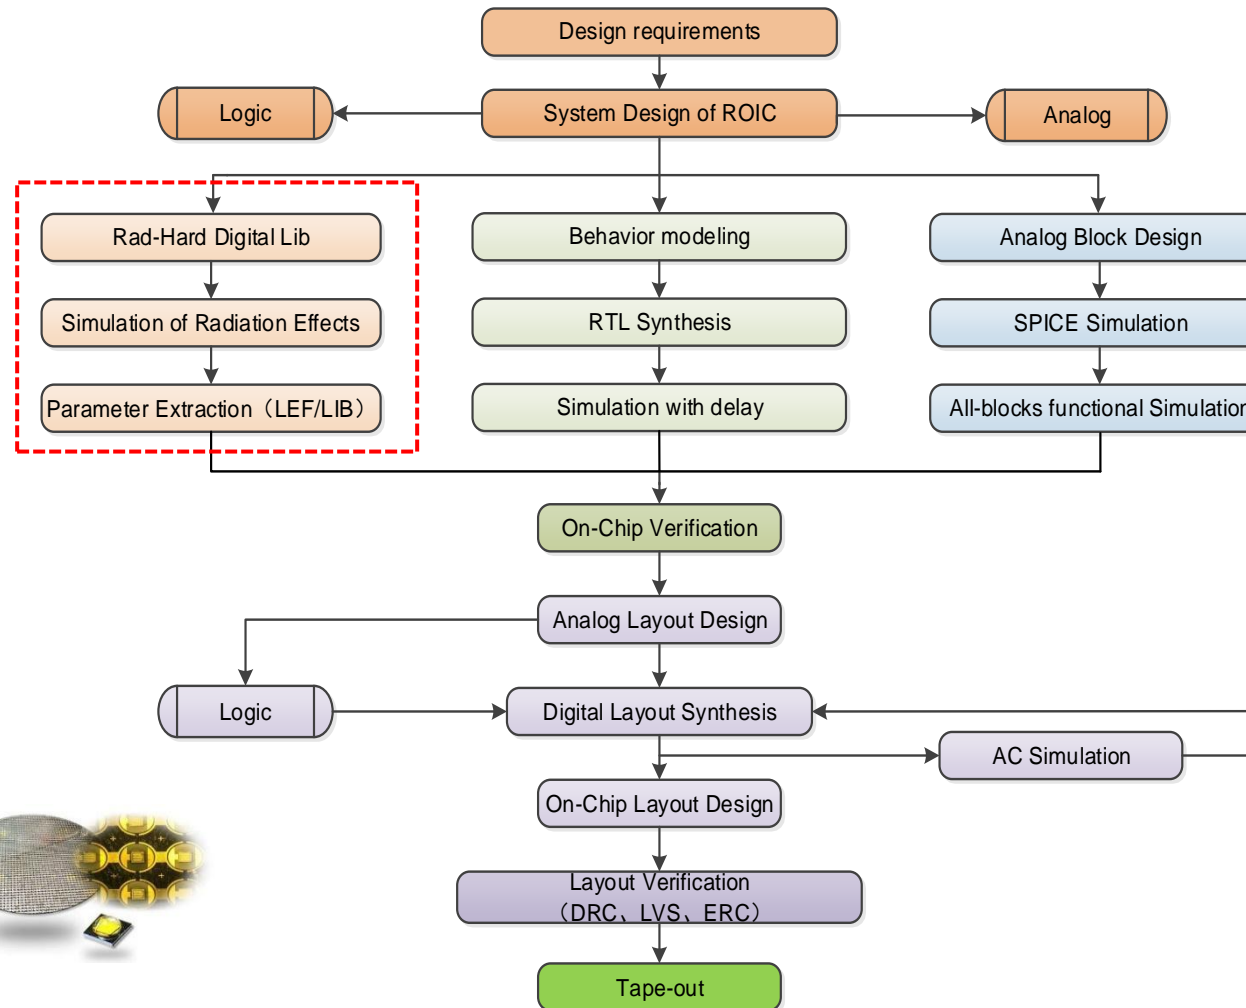 Design requirements
Logic
System Design of ROIC
Analog
Rad-Hard Digital Lib
Behavior modeling
Analog Block Design
Simulation of Radiation Effects
RTL Synthesis
SPICE Simulation
Parameter Extraction（LEF/LIB）
Simulation with delay
All-blocks functional Simulation
On-Chip Verification
Analog Layout Design
Logic
Digital Layout Synthesis
AC Simulation
On-Chip Layout Design
Layout Verification
（DRC、LVS、ERC）
Tape-out